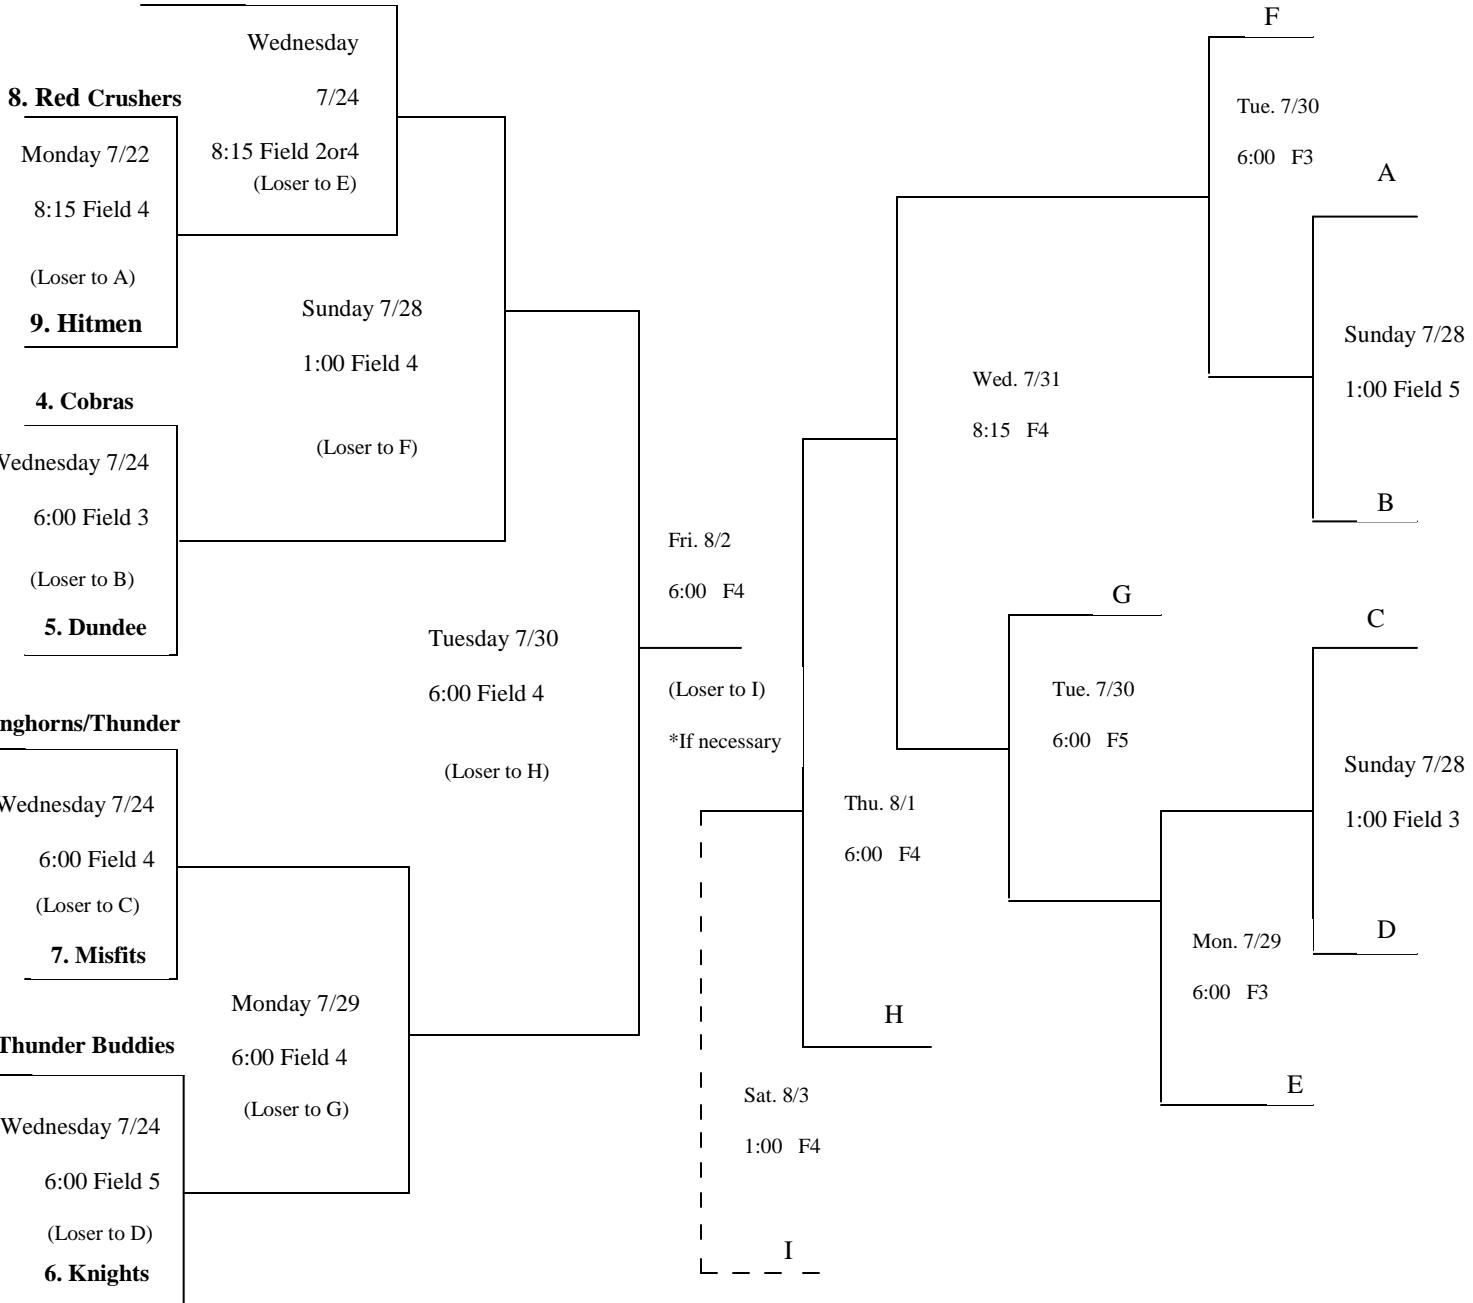 Wednesday
7/24
8:15 Field 2or4
(Loser to E)
8. Red Crushers
Monday 7/22
8:15 Field 4
(Loser to A)
9. Hitmen
Sunday 7/28
1:00 Field 4
(Loser to F)
4. Cobras
Wednesday 7/24
6:00 Field 3
(Loser to B)
5. Dundee
nghorns/Thunder
Wednesday 7/24
6:00 Field 4
(Loser to C)
7. Misfits
Tuesday 7/30
6:00 Field 4
(Loser to H)
Thunder Buddies
Wednesday 7/24
6:00 Field 5
(Loser to D)
6. Knights
Monday 7/29
6:00 Field 4
(Loser to G)
Fri. 8/2
6:00 F4
(Loser to I)
*If necessary
F
Tue. 7/30
6:00 F3
A
Sunday 7/28
1:00 Field 5
B
Wed. 7/31
8:15 F4
G
Tue. 7/30
6:00 F5
C
Sunday 7/28
1:00 Field 3
D
Mon. 7/29
6:00 F3
E
Thu. 8/1
6:00 F4
H
Sat. 8/3
1:00 F4
I